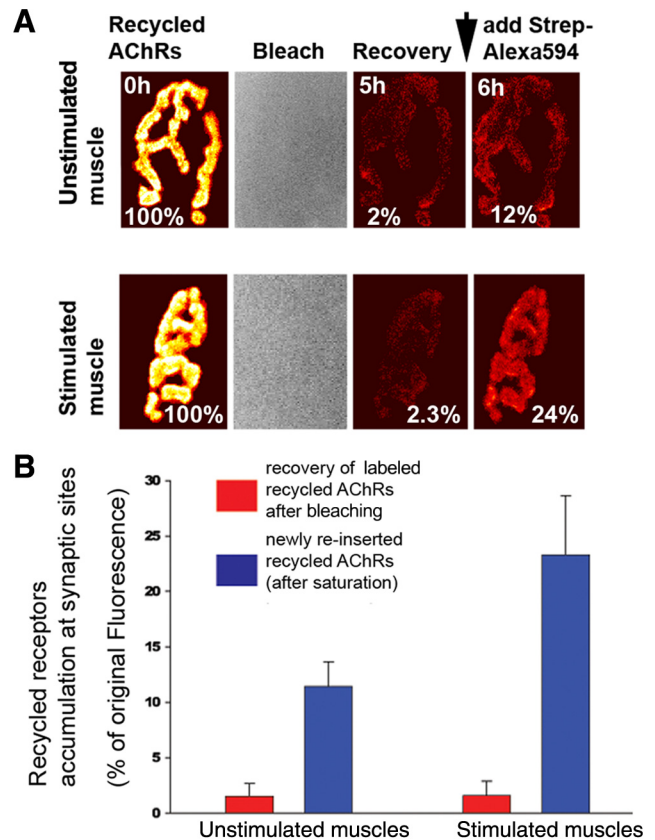 A
Recycled
AChRs
Bleach
Recovery
add Strep-
Alexa594
Unstimulated
muscle
0h
100%
5h
2%
6h
12%
Stimulated
muscle
100%
2.3%
24%
B
Recycled receptors
accumulation at synaptic sites
(% of original Fluorescence)
30
25
20
15
10
5
0
recovery of labeled
recycled AChRs
after bleaching
newly re-inserted
recycled AChRs
(after saturation)
Unstimulated muscles
Stimulated muscles